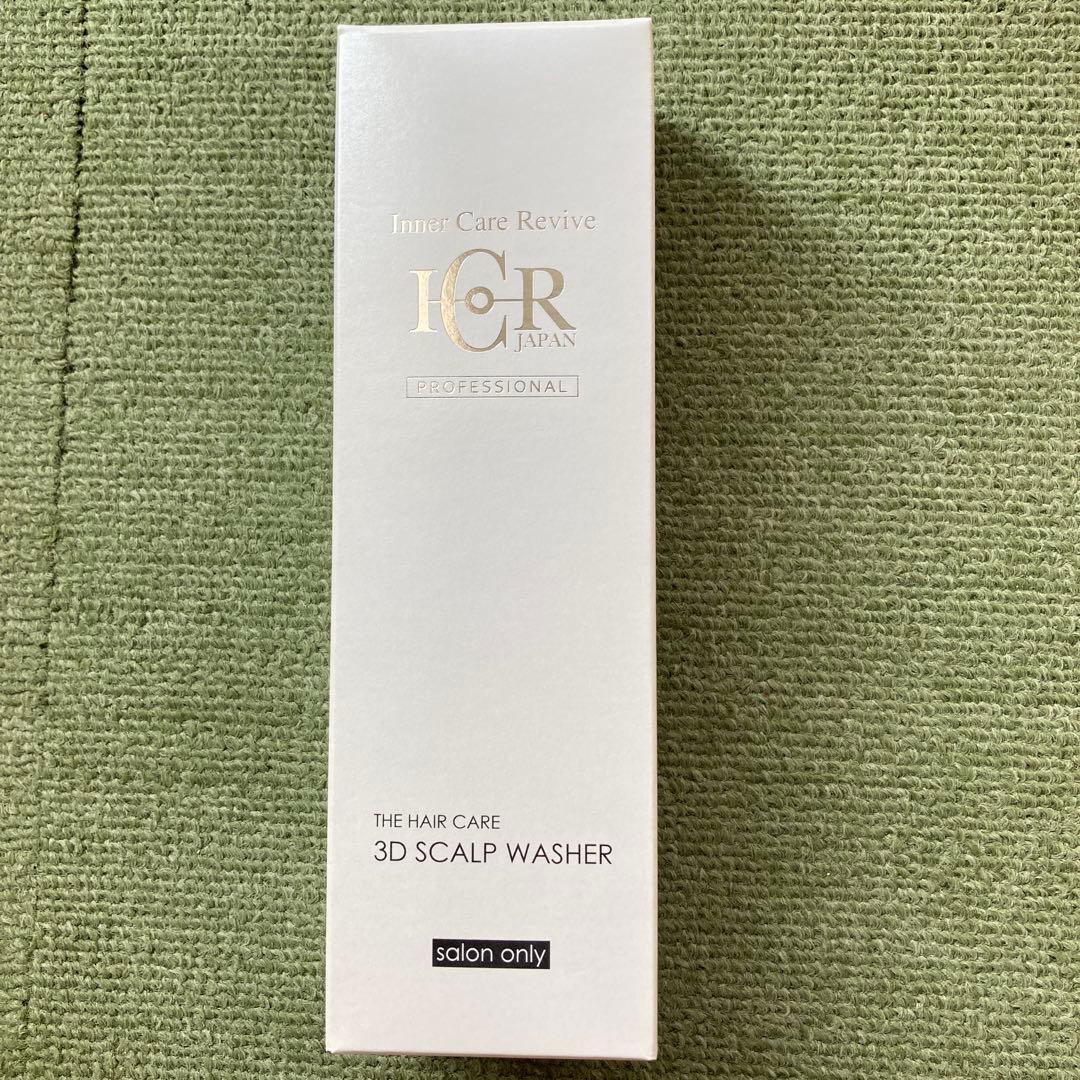 Inner Care Revive
ICR
JAPAN
PROFESSIONAL
THE HAIR CARE
3D SCALP WASHER
salon only